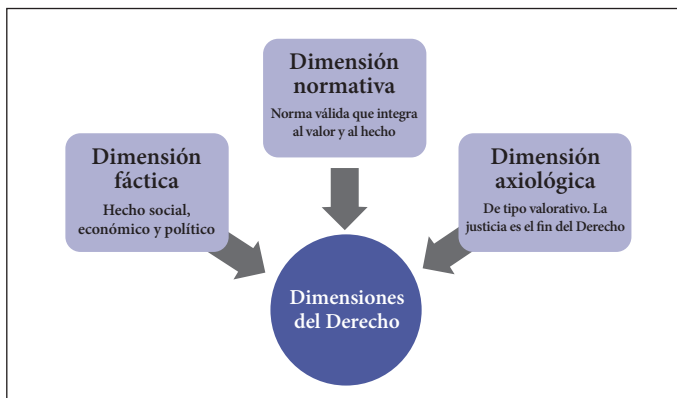 Dimensión
normativa
Norma válida que integra
al valor y al hecho
Dimensión
fáctica
Hecho social,
económico y político
Dimensión
axiológica
De tipo valorativo. La
justicia es el fin del Derecho
Dimensiones
del Derecho